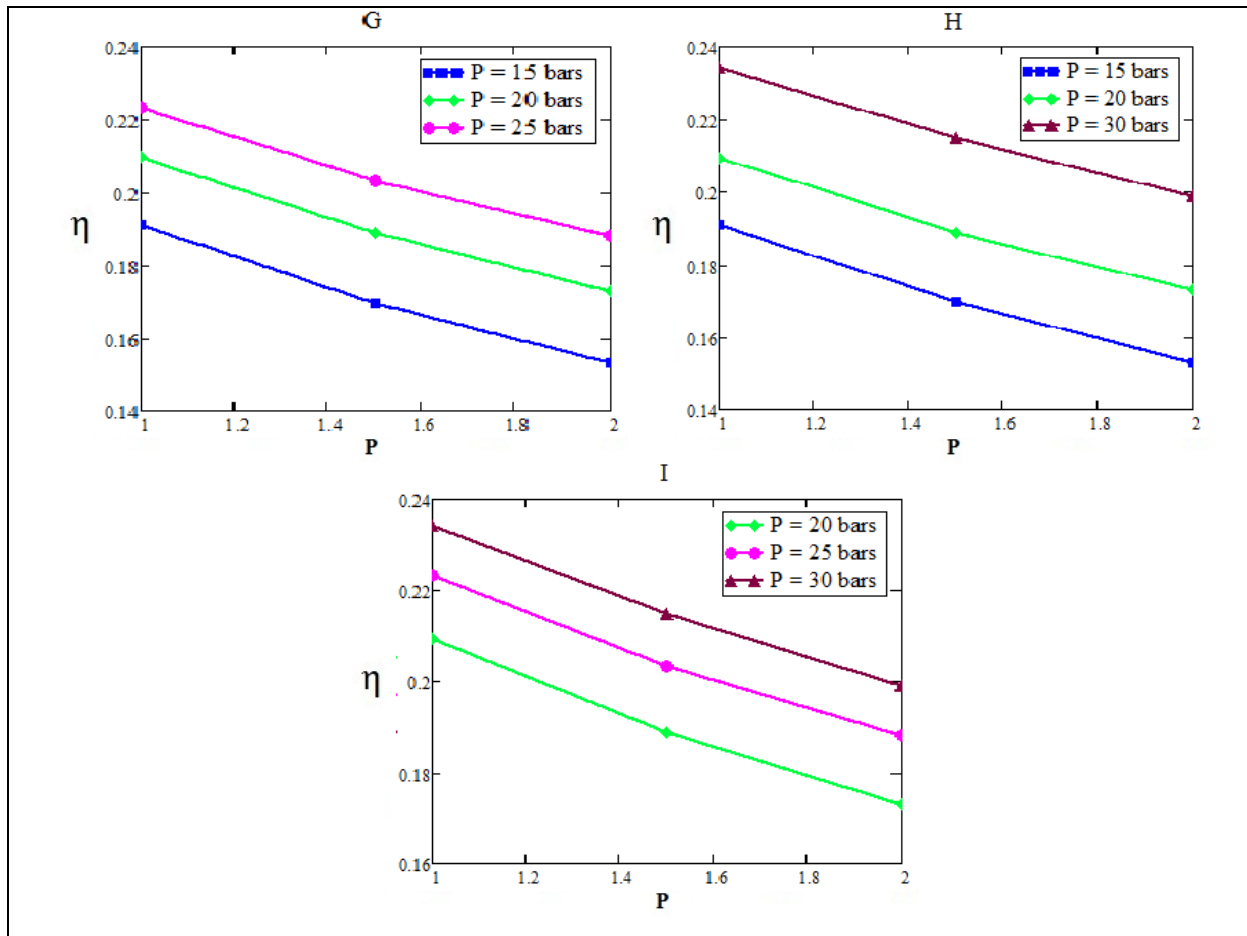 G
0.24
0.22
0.2
0.18
0.16
0.14
η
1
1.2
1.4
1.6
1.8
2
P
P = 15 bars
P = 20 bars
P = 25 bars
H
0.24
0.22
0.2
0.18
0.16
0.14
η
1
1.2
1.4
1.6
1.8
2
P
P = 15 bars
P = 20 bars
P = 30 bars
I
0.24
0.22
0.2
0.18
0.16
η
1
1.2
1.4
1.6
1.8
2
P
P = 20 bars
P = 25 bars
P = 30 bars